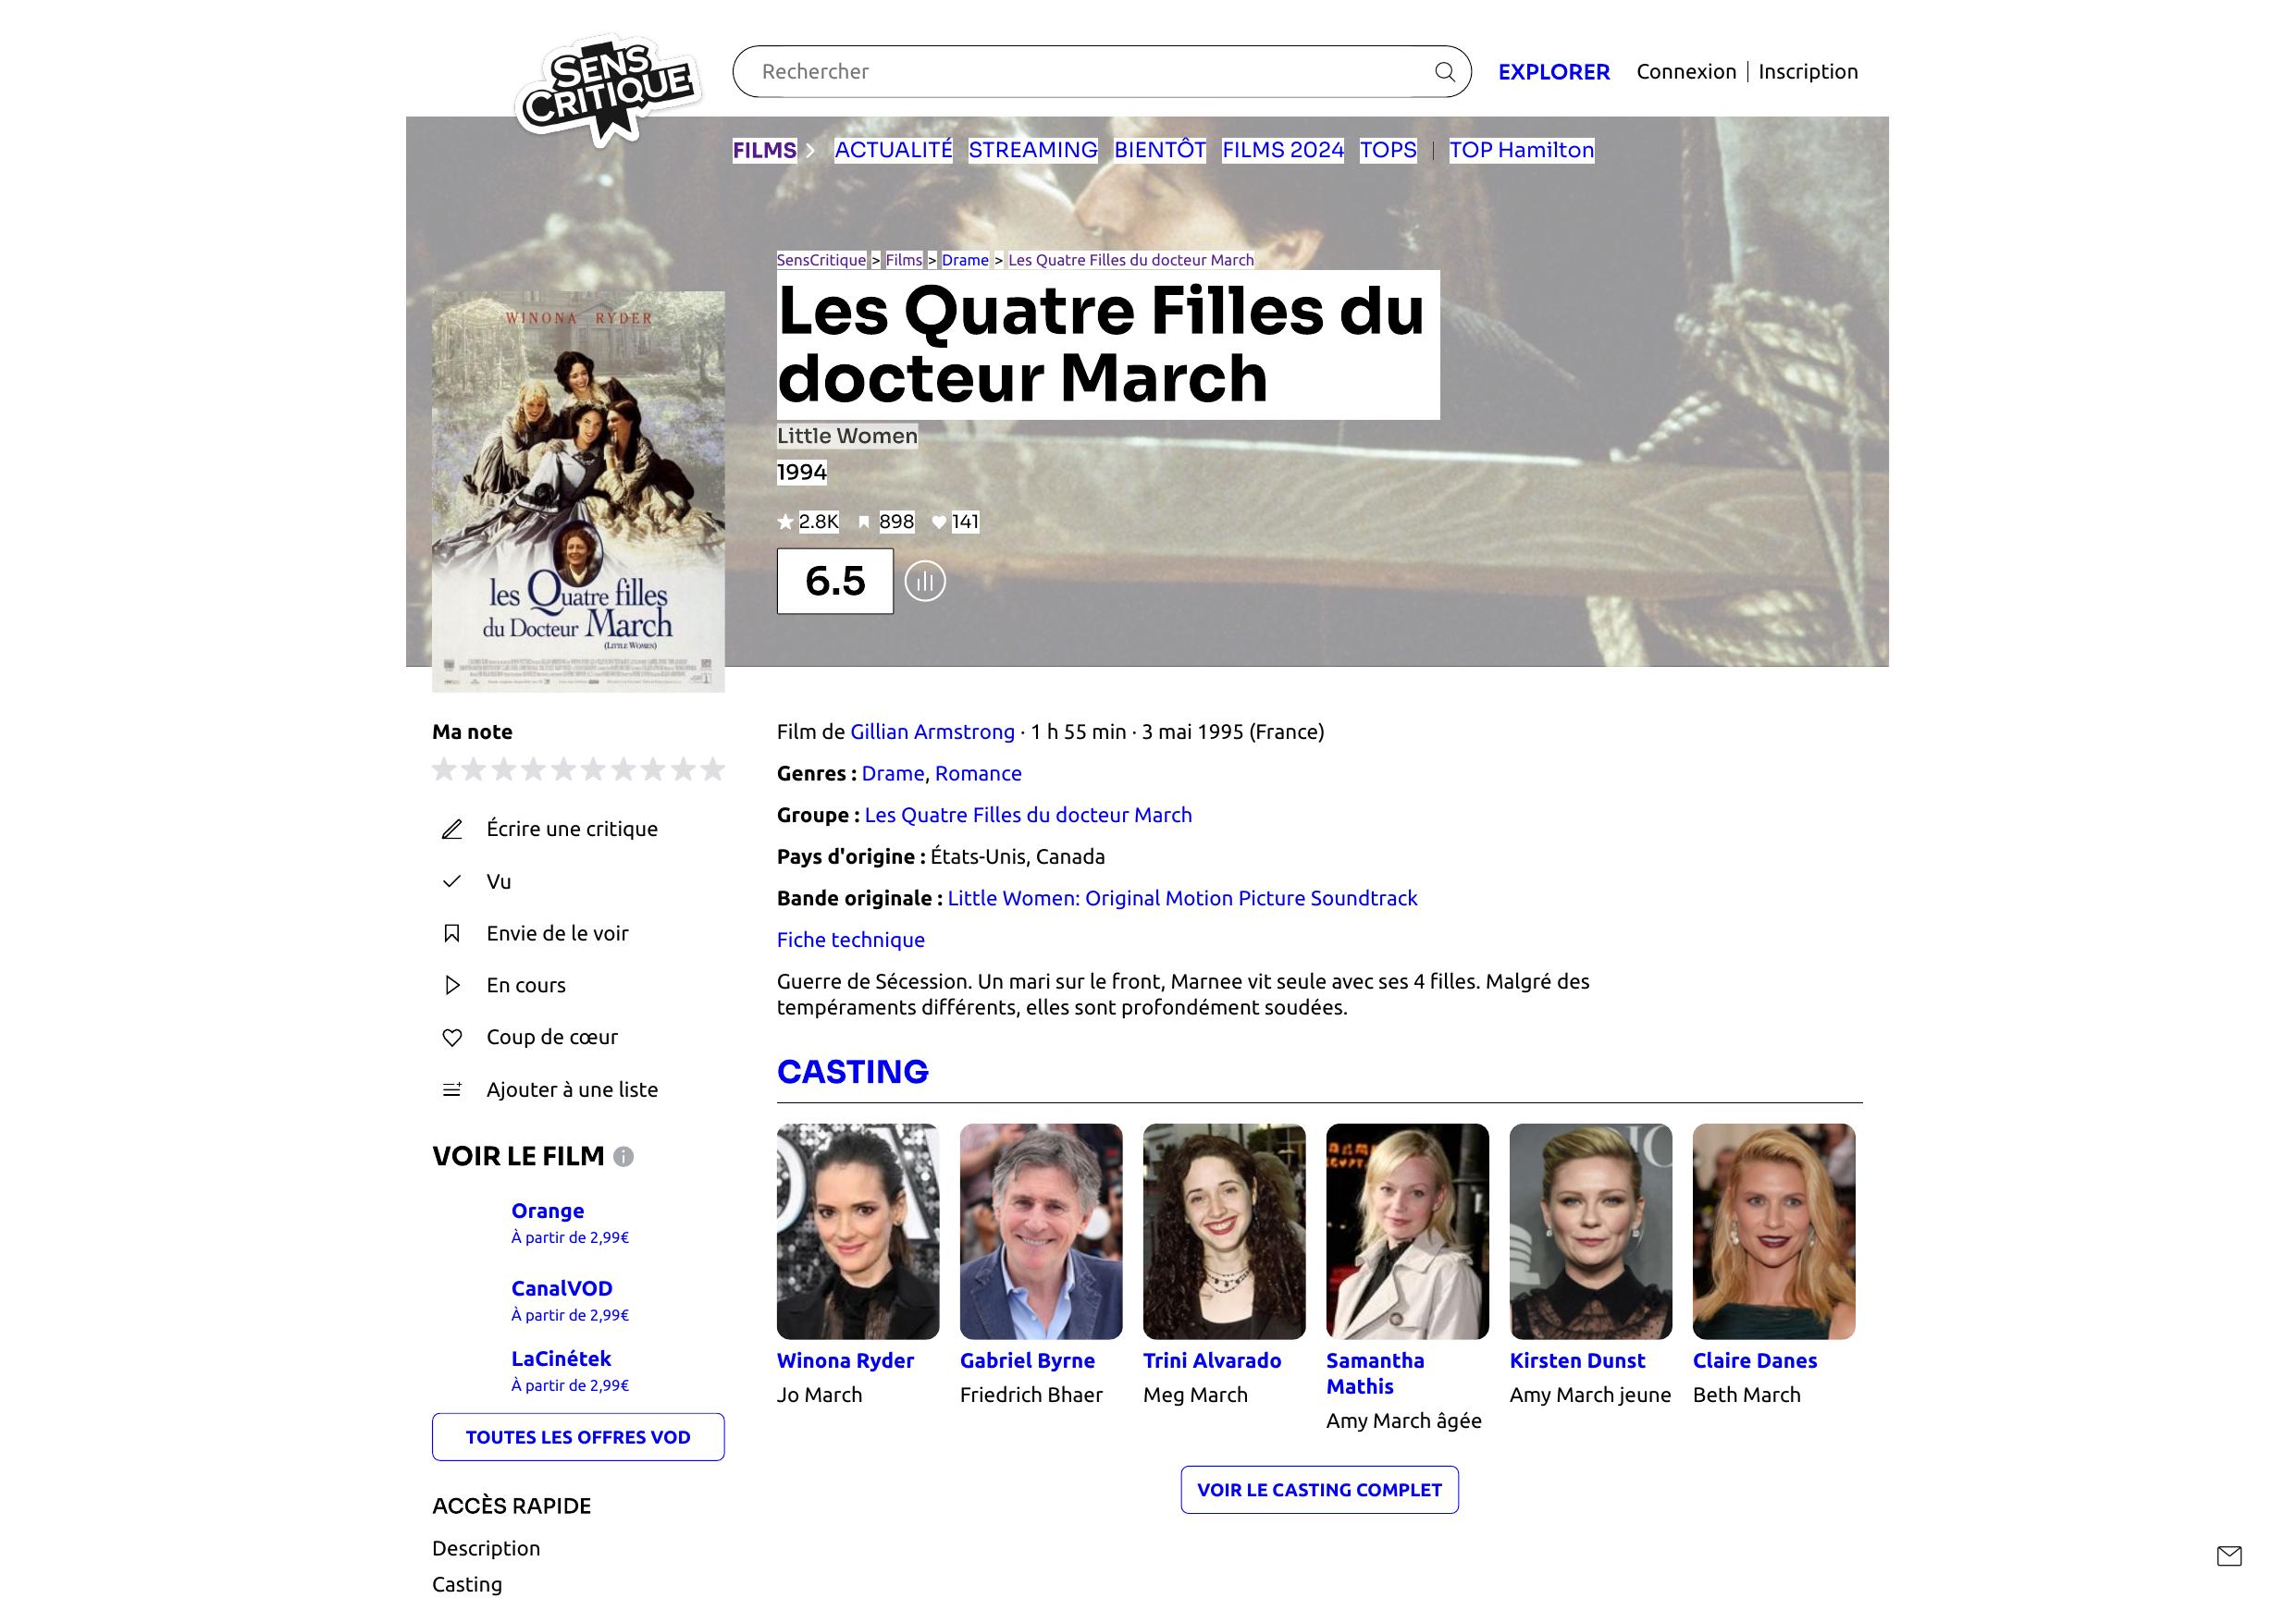 SENS
CRITIQUE
Rechercher
EXPLORER
Connexion
Inscription
FILMS
ACTUALITÉ
STREAMING
BIENTÔT
FILMS 2024
TOPS
TOP Hamilton
SensCritique > Films > Drame > Les Quatre Filles du docteur March
Les Quatre Filles du
docteur March
Little Women
1994
2.8K
898
141
6.5
WINONA RYDER
les Quatre filles
du Docteur March
(LITTLE WOMEN)
Ma note
Écrire une critique
Vu
Envie de le voir
En cours
Coup de cœur
Ajouter à une liste
VOIR LE FILM
Orange
À partir de 2,99€
CanalVOD
À partir de 2,99€
LaCinétek
À partir de 2,99€
TOUTES LES OFFRES VOD
ACCÈS RAPIDE
Description
Casting
Film de Gillian Armstrong · 1 h 55 min · 3 mai 1995 (France)
Genres : Drame, Romance
Groupe : Les Quatre Filles du docteur March
Pays d'origine : États-Unis, Canada
Bande originale : Little Women: Original Motion Picture Soundtrack
Fiche technique
Guerre de Sécession. Un mari sur le front, Marnee vit seule avec ses 4 filles. Malgré des
tempéraments différents, elles sont profondément soudées.
CASTING
Winona Ryder
Jo March
Gabriel Byrne
Friedrich Bhaer
Trini Alvarado
Meg March
Samantha
Mathis
Amy March âgée
Kirsten Dunst
Amy March jeune
Claire Danes
Beth March
VOIR LE CASTING COMPLET